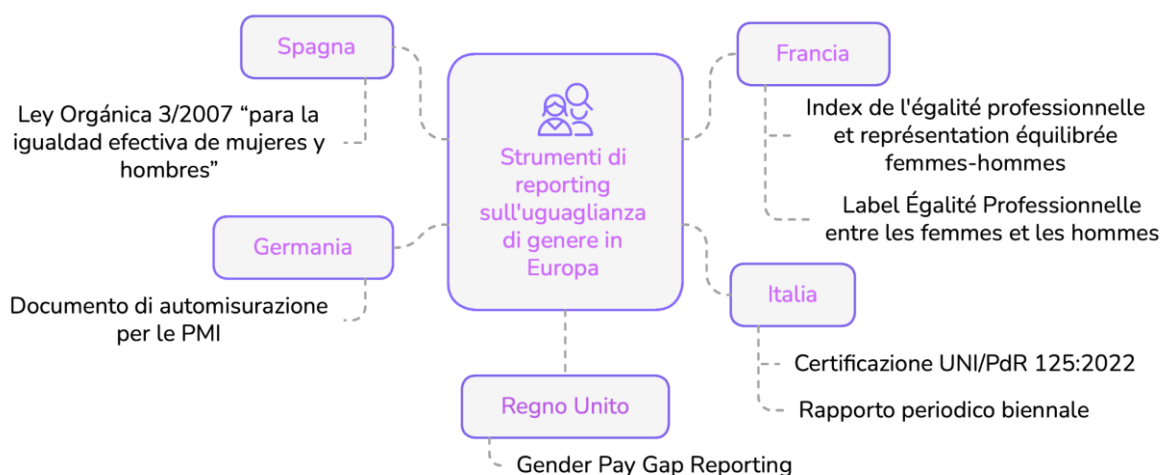 Spagna
Ley Orgánica 3/2007 “para la
igualdad efectiva de mujeres y
hombres”
Germania
Documento di automisurazione
per le PMI
Strumenti di
reporting
sull'uguaglianza
di genere in
Europa
Regno Unito
Gender Pay Gap Reporting
Francia
Index de l'égalité professionnelle
et représentation équilibrée
femmes-hommes
Label Égalité Professionnelle
entre les femmes et les hommes
Italia
Certificazione UNI/PdR 125:2022
Rapporto periodico biennale